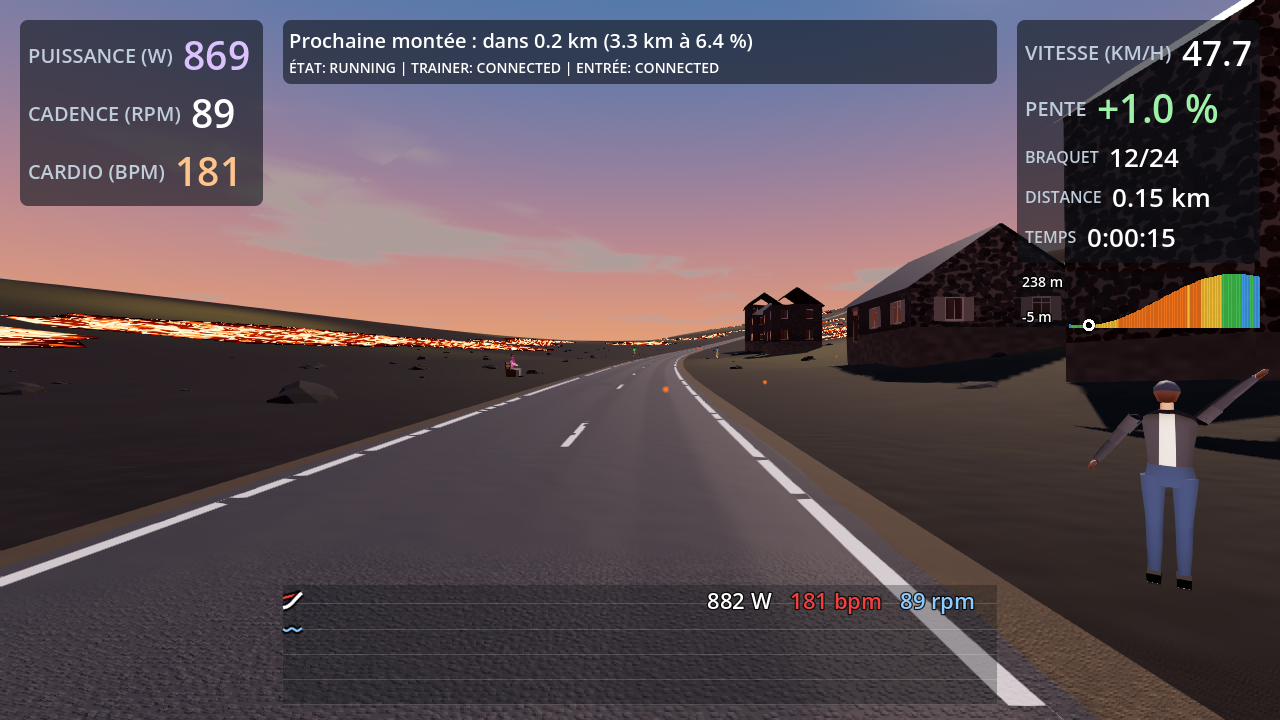 PUISSANCE (W) 869
CADENCE (RPM) 89
CARDIO (BPM) 181
Prochaine montée : dans 0.2 km (3.3 km à 6.4 %)
ÉTAT: RUNNING | TRAINER: CONNECTED | ENTRÉE: CONNECTED
VITESSE (KM/H) 47.7
PENTE +1.0 %
BRAQUET 12/24
DISTANCE 0.15 km
TEMPS 0:00:15
238 m
-5 m
882 W 181 bpm 89 rpm